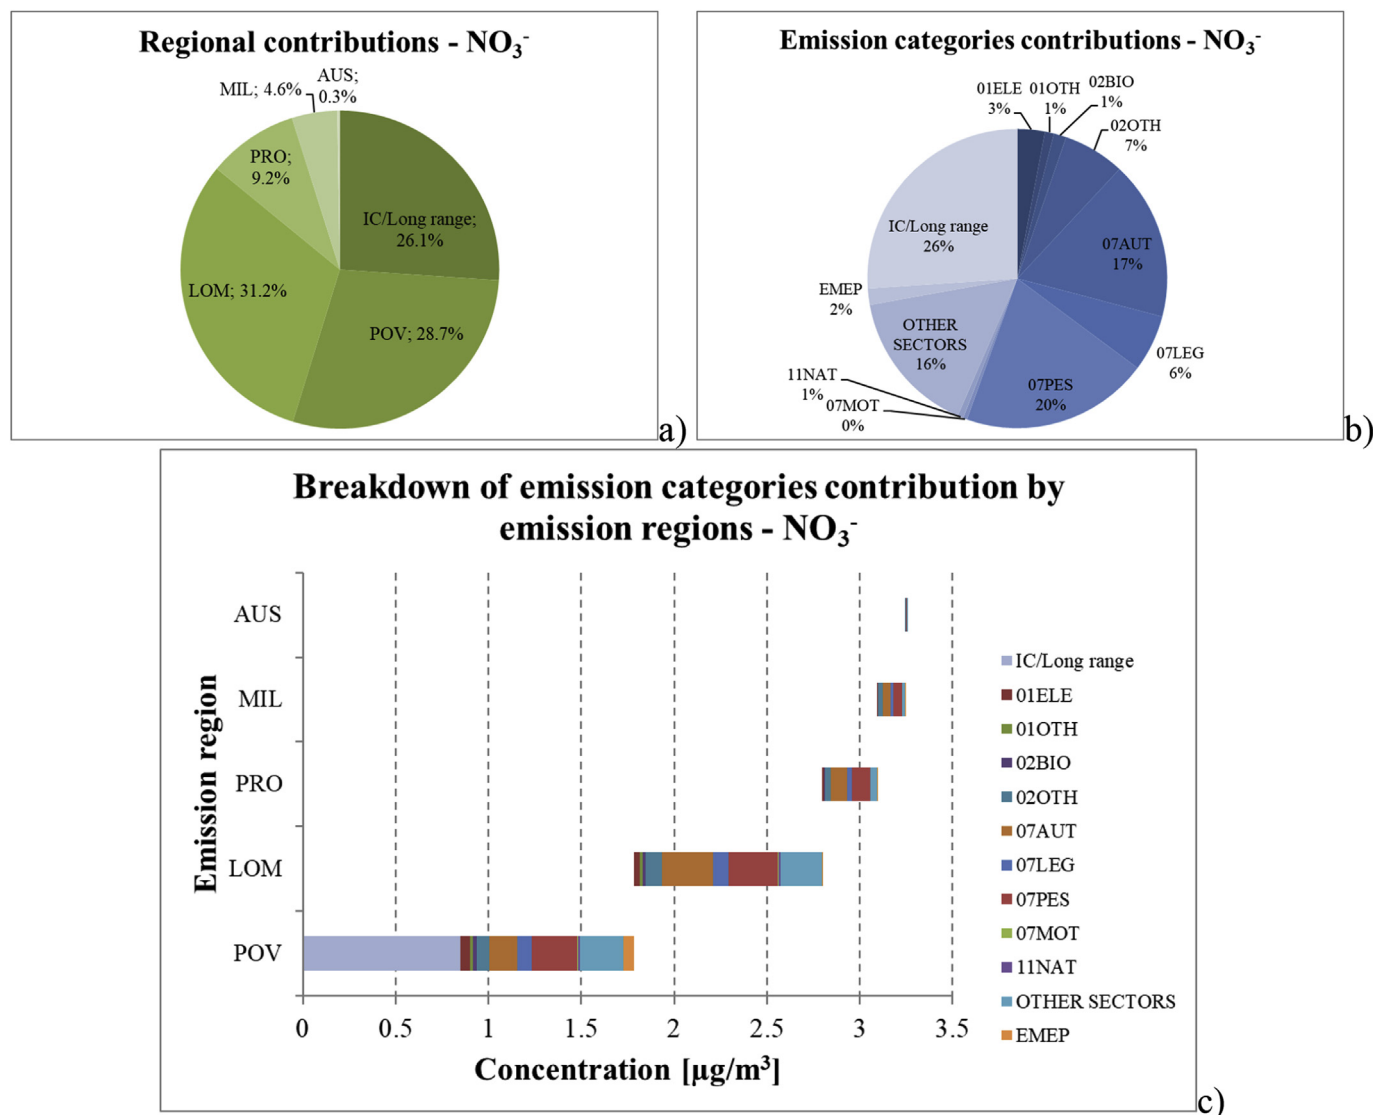 Regional contributions - NO₃⁻
AUS;
0.3%
MIL; 4.6%
PRO;
9.2%
IC/Long range;
26.1%
LOM; 31.2%
POV; 28.7%
a)
Emission categories contributions - NO₃⁻
01ELE
3%
01OTH
1%
02BIO
1%
02OTH
7%
07AUT
17%
07LEG
6%
07PES
20%
07MOT
0%
11NAT
1%
OTHER
SECTORS
16%
EMEP
2%
IC/Long range
26%
b)
Breakdown of emission categories contribution by
emission regions - NO₃⁻
Emission region
AUS
MIL
PRO
LOM
POV
0 0.5 1 1.5 2 2.5 3 3.5
Concentration [µg/m³]
IC/Long range
01ELE
01OTH
02BIO
02OTH
07AUT
07LEG
07PES
07MOT
11NAT
OTHER SECTORS
EMEP
c)